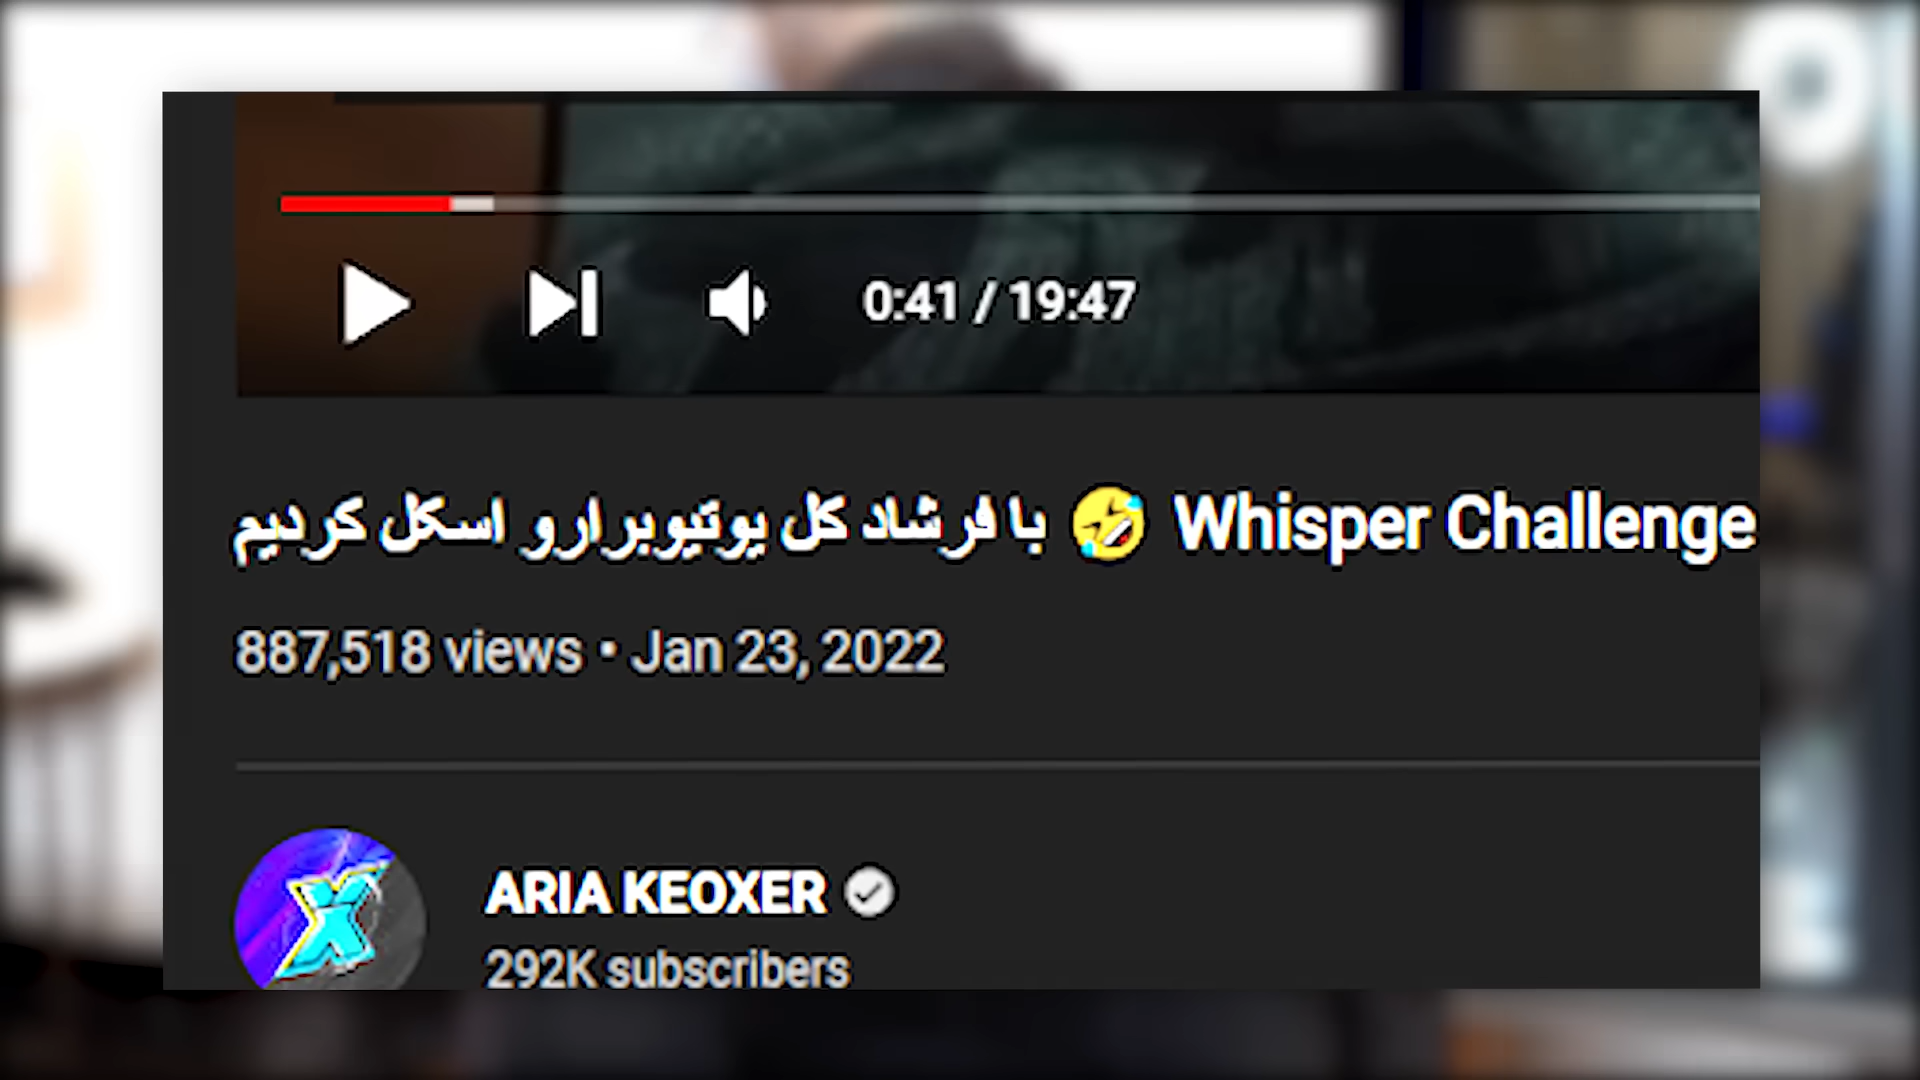 0:41 / 19:47
با فرشاد کل یوتیوبرارو اسکل کردیم 🤣 Whisper Challenge
887,518 views • Jan 23, 2022
X
ARIA KEOXER
292K subscribers